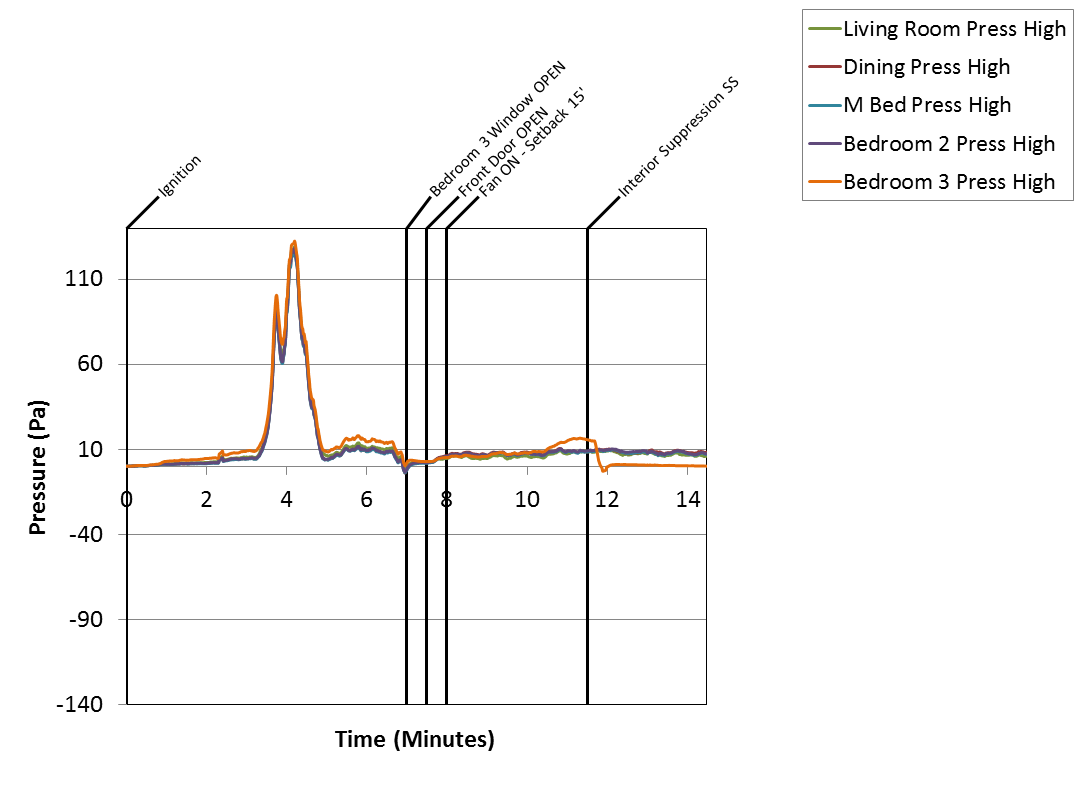 Living Room Press High
Dining Press High
M Bed Press High
Bedroom 2 Press High
Bedroom 3 Press High
Ignition
Bedroom 3 Window OPEN
Front Door OPEN
Fan ON - Setback 15'
Interior Suppression SS
110
60
10
-40
-90
-140
0 2 4 6 8 10 12 14
Pressure (Pa)
Time (Minutes)